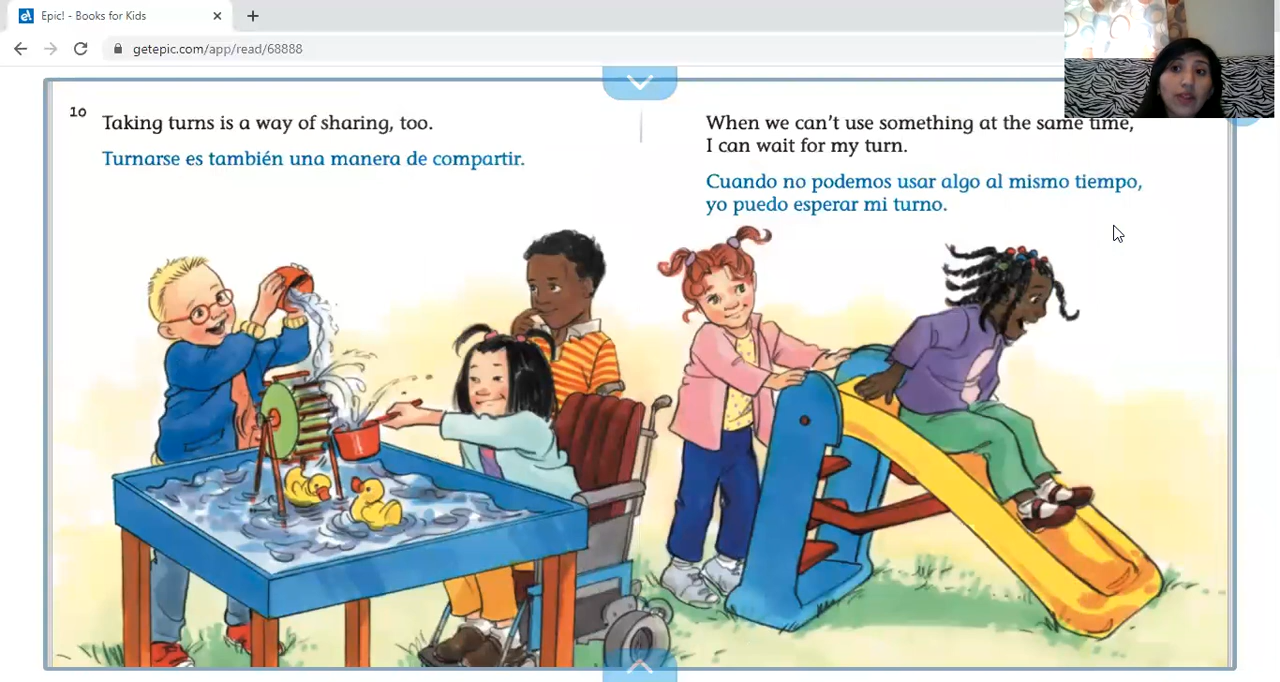 Epic! - Books for Kids
getepic.com/app/read/68888
10
Taking turns is a way of sharing, too.
Turnarse es también una manera de compartir.
When we can't use something at the same time,
I can wait for my turn.
Cuando no podemos usar algo al mismo tiempo,
yo puedo esperar mi turno.